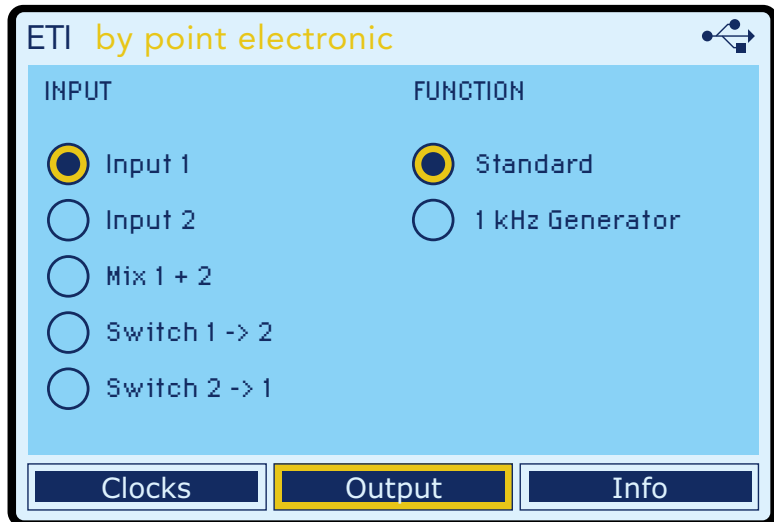 ETI by point electronic
INPUT
FUNCTION
Input 1
Standard
Input 2
1 kHz Generator
Mix 1 + 2
Switch 1 -> 2
Switch 2 -> 1
Clocks
Output
Info